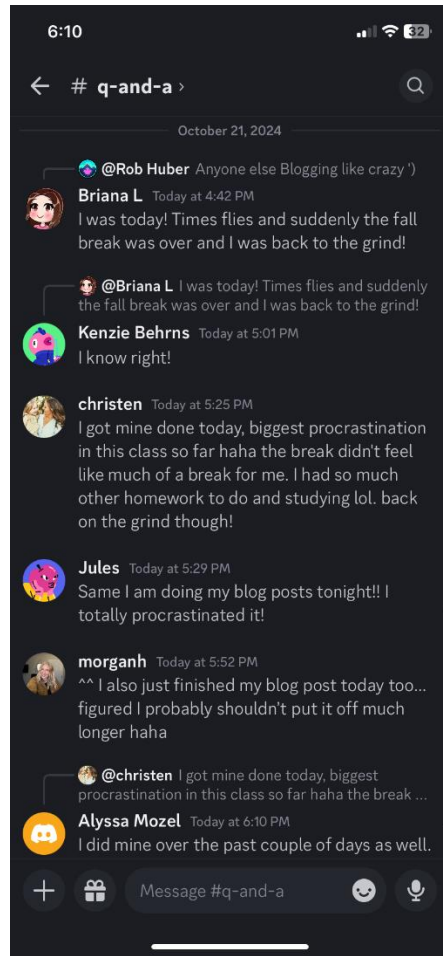 6:10
32
# q-and-a >
October 21, 2024
@Rob Huber Anyone else Blogging like crazy ')
Briana L Today at 4:42 PM
I was today! Times flies and suddenly the fall
break was over and I was back to the grind!
@Briana L I was today! Times flies and suddenly
the fall break was over and I was back to the grind!
Kenzie Behrns Today at 5:01 PM
I know right!
christen Today at 5:25 PM
I got mine done today, biggest procrastination
in this class so far haha the break didn't feel
like much of a break for me. I had so much
other homework to do and studying lol. back
on the grind though!
Jules Today at 5:29 PM
Same I am doing my blog posts tonight!! I
totally procrastinated it!
morganh Today at 5:52 PM
^^ I also just finished my blog post today too...
figured I probably shouldn't put it off much
longer haha
@christen I got mine done today, biggest
procrastination in this class so far haha the break ...
Alyssa Mozel Today at 6:10 PM
I did mine over the past couple of days as well.
Message #q-and-a